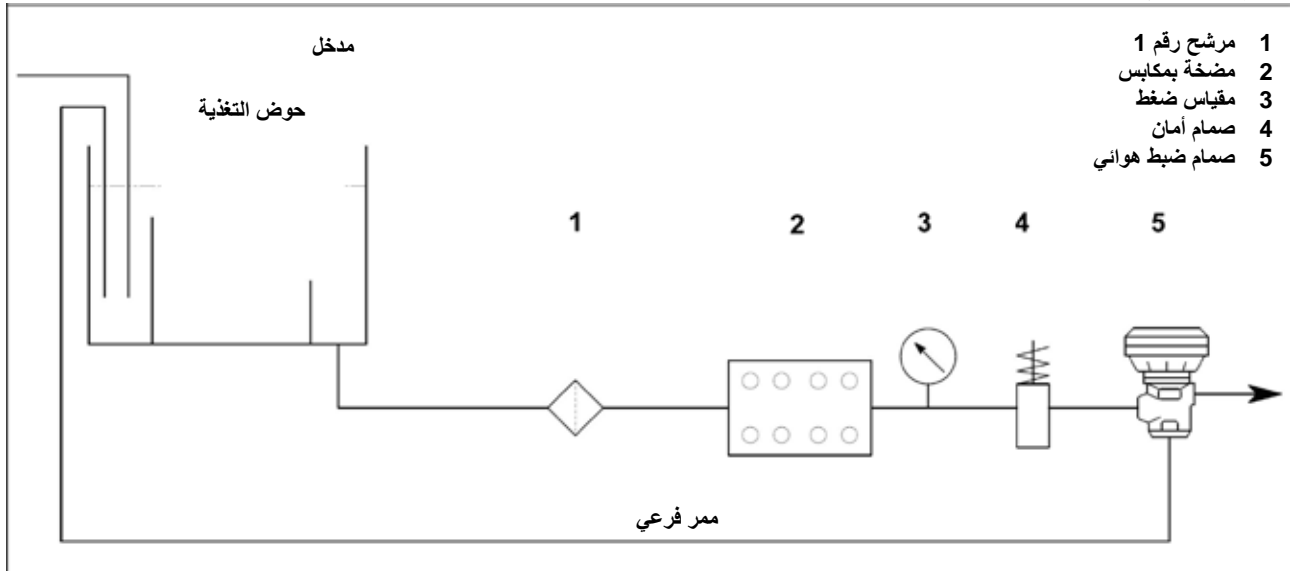 مدخل
حوض التغذية
1 مرشح رقم 1
2 مضخة بمكابس
3 مقياس ضغط
4 صمام أمان
5 صمام ضبط هوائي
1 2 3 4 5
ممر فرعي